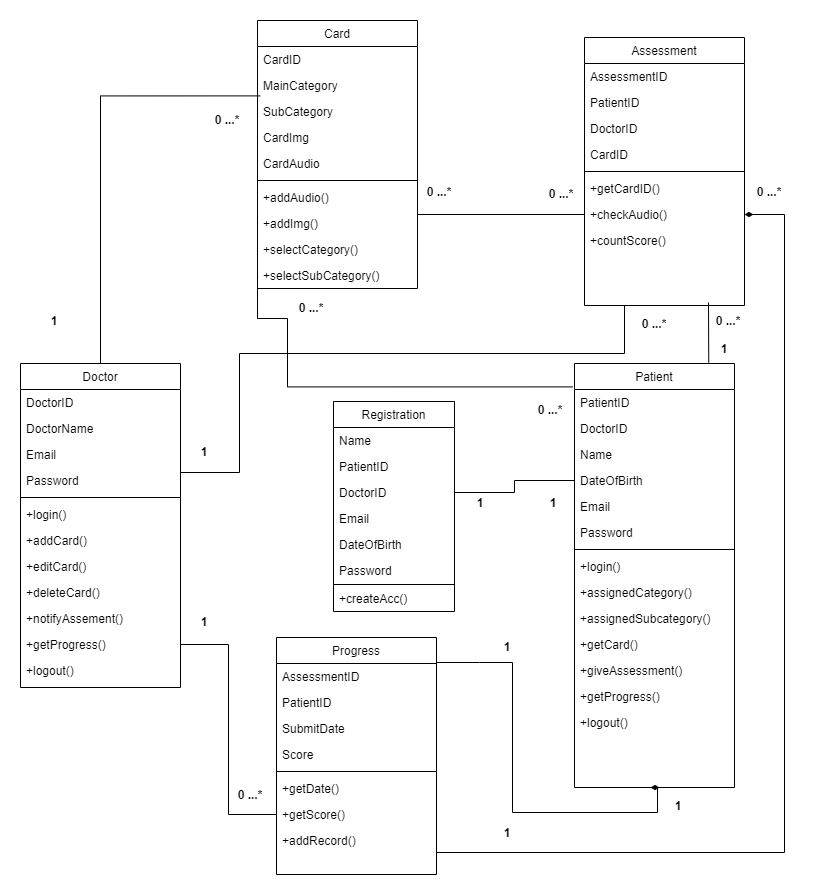 Card
CardID
MainCategory
SubCategory
CardImg
CardAudio
+addAudio()
+addImg()
+selectCategory()
+selectSubCategory()
Assessment
AssessmentID
PatientID
DoctorID
CardID
+getCardID()
+checkAudio()
+countScore()
0 ...*
0 ...*
0 ...*
0 ...*
0 ...*
0 ...*
0 ...*
1
1
Doctor
DoctorID
DoctorName
Email
Password
+login()
+addCard()
+editCard()
+deleteCard()
+notifyAssement()
+getProgress()
+logout()
1
1
Registration
Name
PatientID
DoctorID
Email
DateOfBirth
Password
+createAcc()
1
1
0 ...*
Patient
PatientID
DoctorID
Name
DateOfBirth
Email
Password
+login()
+assignedCategory()
+assignedSubcategory()
+getCard()
+giveAssessment()
+getProgress()
+logout()
Progress
AssessmentID
PatientID
SubmitDate
Score
+getDate()
+getScore()
+addRecord()
0 ...*
1
1
1